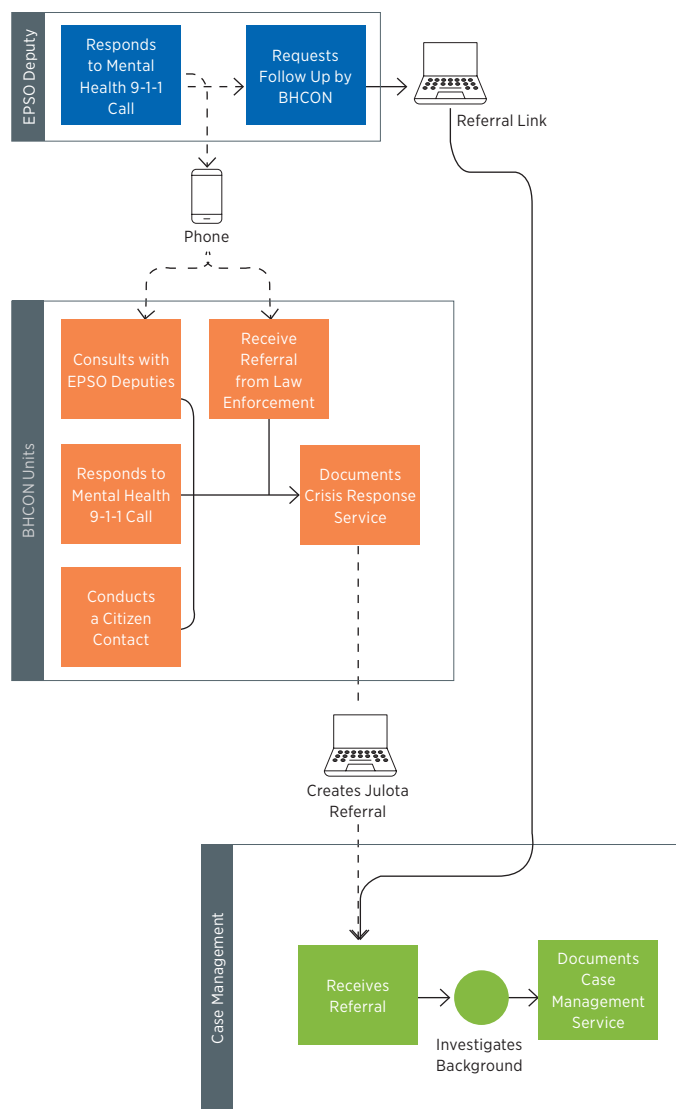 EPSO Deputy
Responds
to Mental
Health 9-1-1
Call
Requests
Follow Up by
BHCON
Referral Link
Phone
BHCON Units
Consults with
EPSO Deputies
Receive
Referral
from Law
Enforcement
Responds to
Mental Health
9-1-1 Call
Documents
Crisis Response
Service
Conducts
a Citizen
Contact
Creates Julota
Referral
Case Management
Receives
Referral
Investigates
Background
Documents
Case
Management
Service